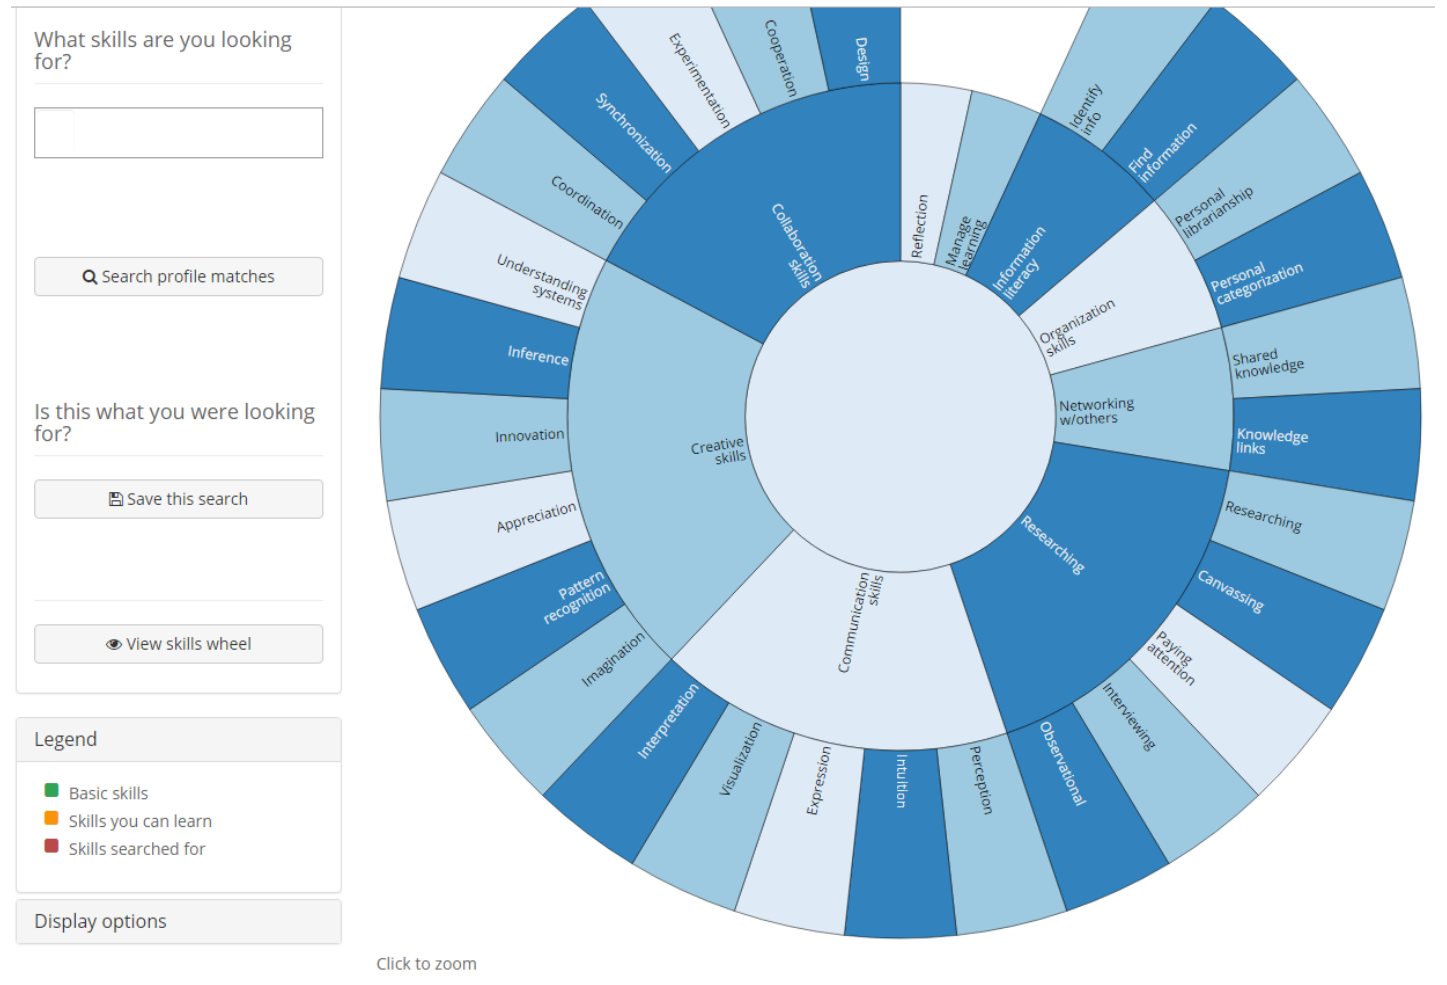 What skills are you looking
for?
Search profile matches
Is this what you were looking
for?
Save this search
View skills wheel
Legend
Basic skills
Skills you can learn
Skills searched for
Display options
Reflection
Manage
learning
Information
literacy
Organization
skills
Networking
w/others
Researching
Communication
skills
Creative
skills
Collaboration
skills
Identify
info
Find
information
Personal
librarianship
Personal
categorization
Shared
knowledge
Knowledge
links
Researching
Canvassing
Paying
attention
Interviewing
Observational
Perception
Intuition
Expression
Visualization
Interpretation
Imagination
Pattern
recognition
Appreciation
Innovation
Inference
Understanding
systems
Coordination
Synchronization
Experimentation
Cooperation
Design
Click to zoom